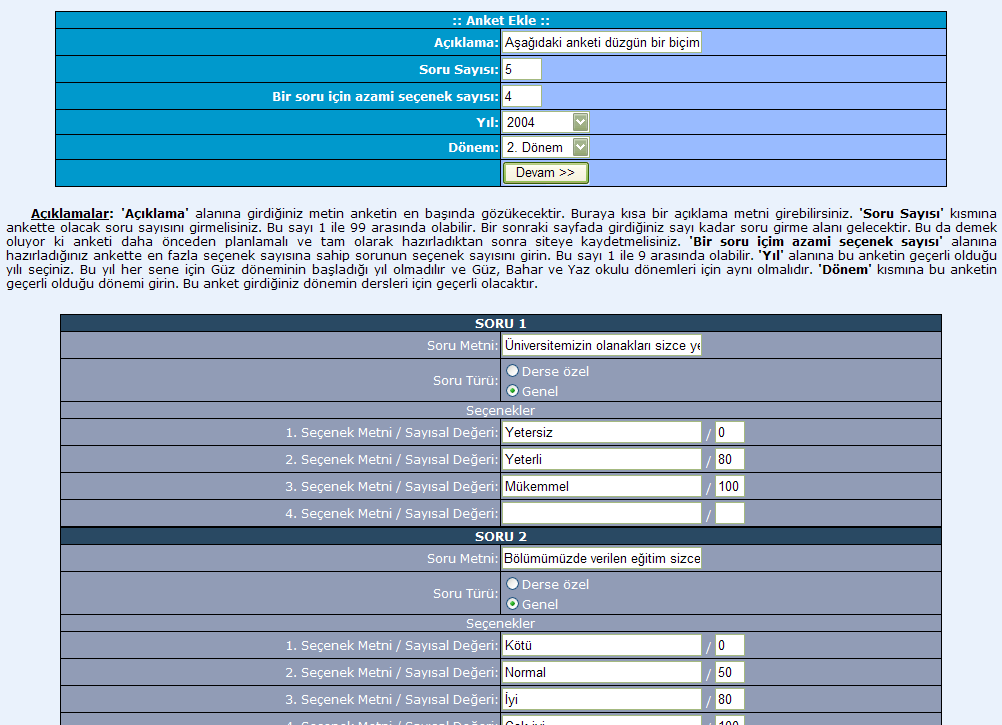 :: Anket Ekle ::
Açıklama: Aşağıdaki anketi düzgün bir biçim
Soru Sayısı: 5
Bir soru için azami seçenek sayısı: 4
Yıl: 2004
Dönem: 2. Dönem
Devam >>
Açıklamalar: 'Açıklama' alanına girdiğiniz metin anketin en başında gözükecektir. Buraya kısa bir açıklama metni girebilirsiniz. 'Soru Sayısı' kısmına
ankette olacak soru sayısını girmelisiniz. Bu sayı 1 ile 99 arasında olabilir. Bir sonraki sayfada girdiğiniz sayı kadar soru girme alanı gelecektir. Bu da demek
oluyor ki anketi daha önceden planlamalı ve tam olarak hazırladıktan sonra siteye kaydetmelisiniz. 'Bir soru içim azami seçenek sayısı' alanına
hazırladığınız ankette en fazla seçenek sayısına sahip sorunun seçenek sayısını girin. Bu sayı 1 ile 9 arasında olabilir. 'Yıl' alanına bu anketin geçerli olduğu
yılı seçiniz. Bu yıl her sene için Güz döneminin başladığı yıl olmadılır ve Güz, Bahar ve Yaz okulu dönemleri için aynı olmalıdır. 'Dönem' kısmına bu anketin
geçerli olduğu dönemi girin. Bu anket girdiğiniz dönemin dersleri için geçerli olacaktır.
SORU 1
Soru Metni: Üniversitemizin olanakları sizce ye
Soru Türü: Derse özel
Genel
Seçenekler
1. Seçenek Metni / Sayısal Değeri: Yetersiz / 0
2. Seçenek Metni / Sayısal Değeri: Yeterli / 80
3. Seçenek Metni / Sayısal Değeri: Mükemmel / 100
4. Seçenek Metni / Sayısal Değeri: /
SORU 2
Soru Metni: Bölümümüzde verilen eğitim sizce
Soru Türü: Derse özel
Genel
Seçenekler
1. Seçenek Metni / Sayısal Değeri: Kötü / 0
2. Seçenek Metni / Sayısal Değeri: Normal / 50
3. Seçenek Metni / Sayısal Değeri: İyi / 80
4. Seçenek Metni / Sayısal Değeri: Çok iyi / 100